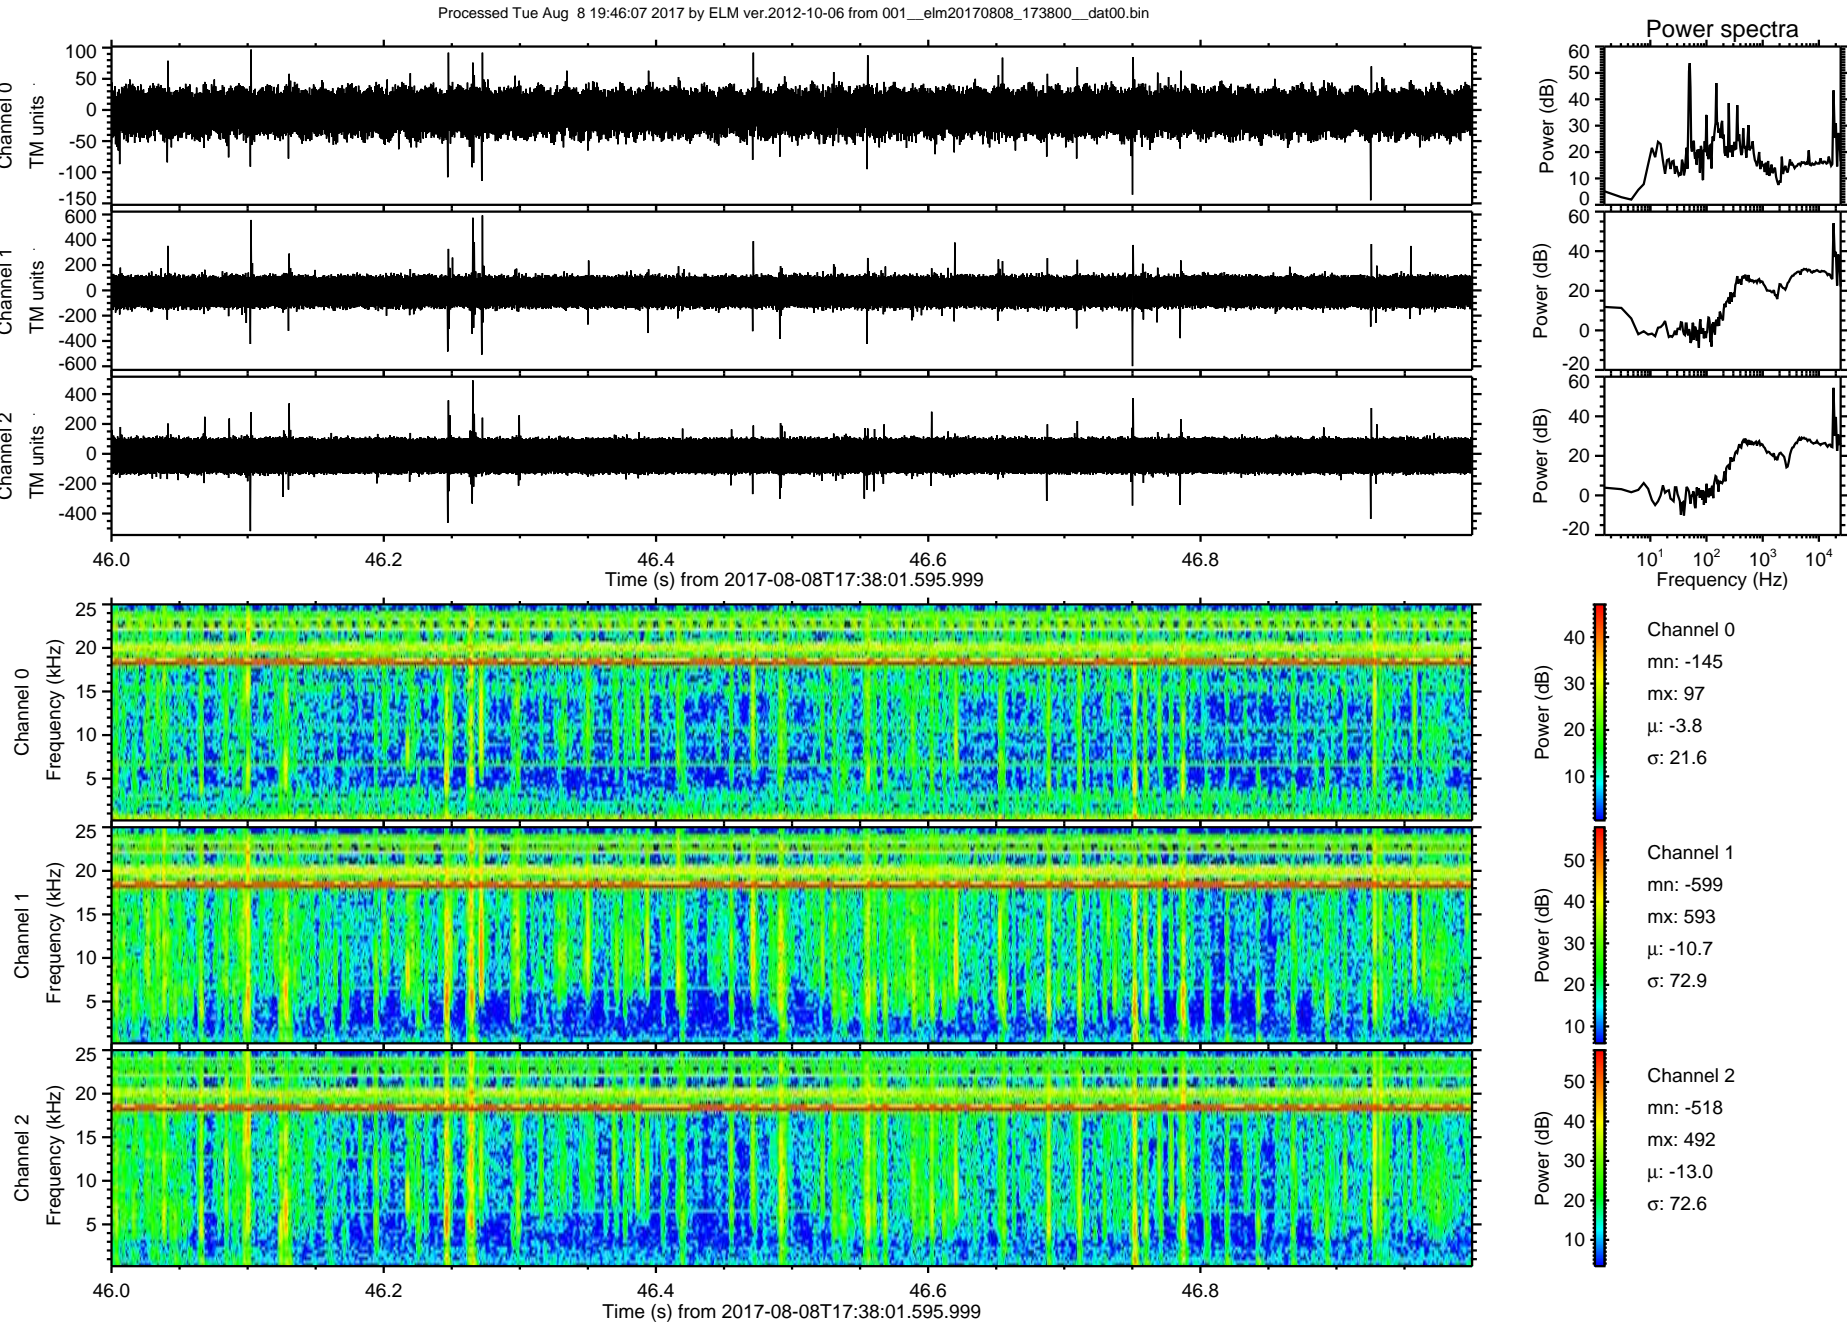 Processed Tue Aug  8 19:46:07 2017 by ELM ver.2012-10-06 from 001__elm20170808_173800__dat00.bin
Power spectra
Channel 0
TM units
100
50
0
-50
-100
-150
Power (dB)
60
50
40
30
20
10
0
Channel 1
TM units
600
400
200
0
-200
-400
-600
Power (dB)
60
40
20
0
-20
Channel 2
TM units
400
200
0
-200
-400
Power (dB)
60
40
20
0
-20
46.0 46.2 46.4 46.6 46.8
Time (s) from 2017-08-08T17:38:01.595.999
10¹ 10² 10³ 10⁴
Frequency (Hz)
Channel 0
Frequency (kHz)
25
20
15
10
5
Power (dB)
40
30
20
10
Channel 0
mn: -145
mx: 97
μ: -3.8
σ: 21.6
Channel 1
Frequency (kHz)
25
20
15
10
5
Power (dB)
50
40
30
20
10
Channel 1
mn: -599
mx: 593
μ: -10.7
σ: 72.9
Channel 2
Frequency (kHz)
25
20
15
10
5
Power (dB)
50
40
30
20
10
Channel 2
mn: -518
mx: 492
μ: -13.0
σ: 72.6
46.0 46.2 46.4 46.6 46.8
Time (s) from 2017-08-08T17:38:01.595.999